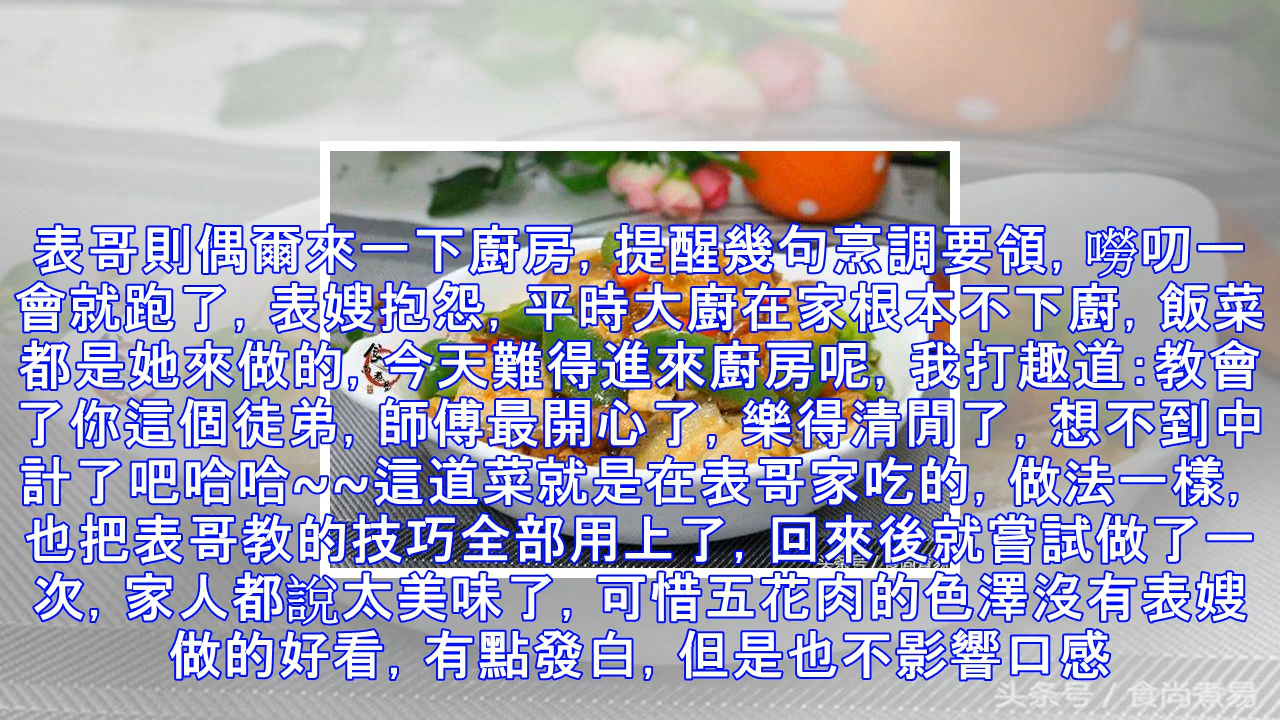 表哥則偶爾來一下廚房, 提醒幾句烹調要領, 嘮叨一
會就跑了, 表嫂抱怨, 平時大廚在家根本不下廚, 飯菜
都是她來做的, 今天難得進來廚房呢, 我打趣道:教會
了你這個徒弟, 師傅最開心了, 樂得清閒了, 想不到中
計了吧哈哈~~這道菜就是在表哥家吃的, 做法一樣,
也把表哥教的技巧全部用上了, 回來後就嘗試做了一
次, 家人都說太美味了, 可惜五花肉的色澤沒有表嫂
做的好看, 有點發白, 但是也不影響口感
头条号 / 食尚煮易